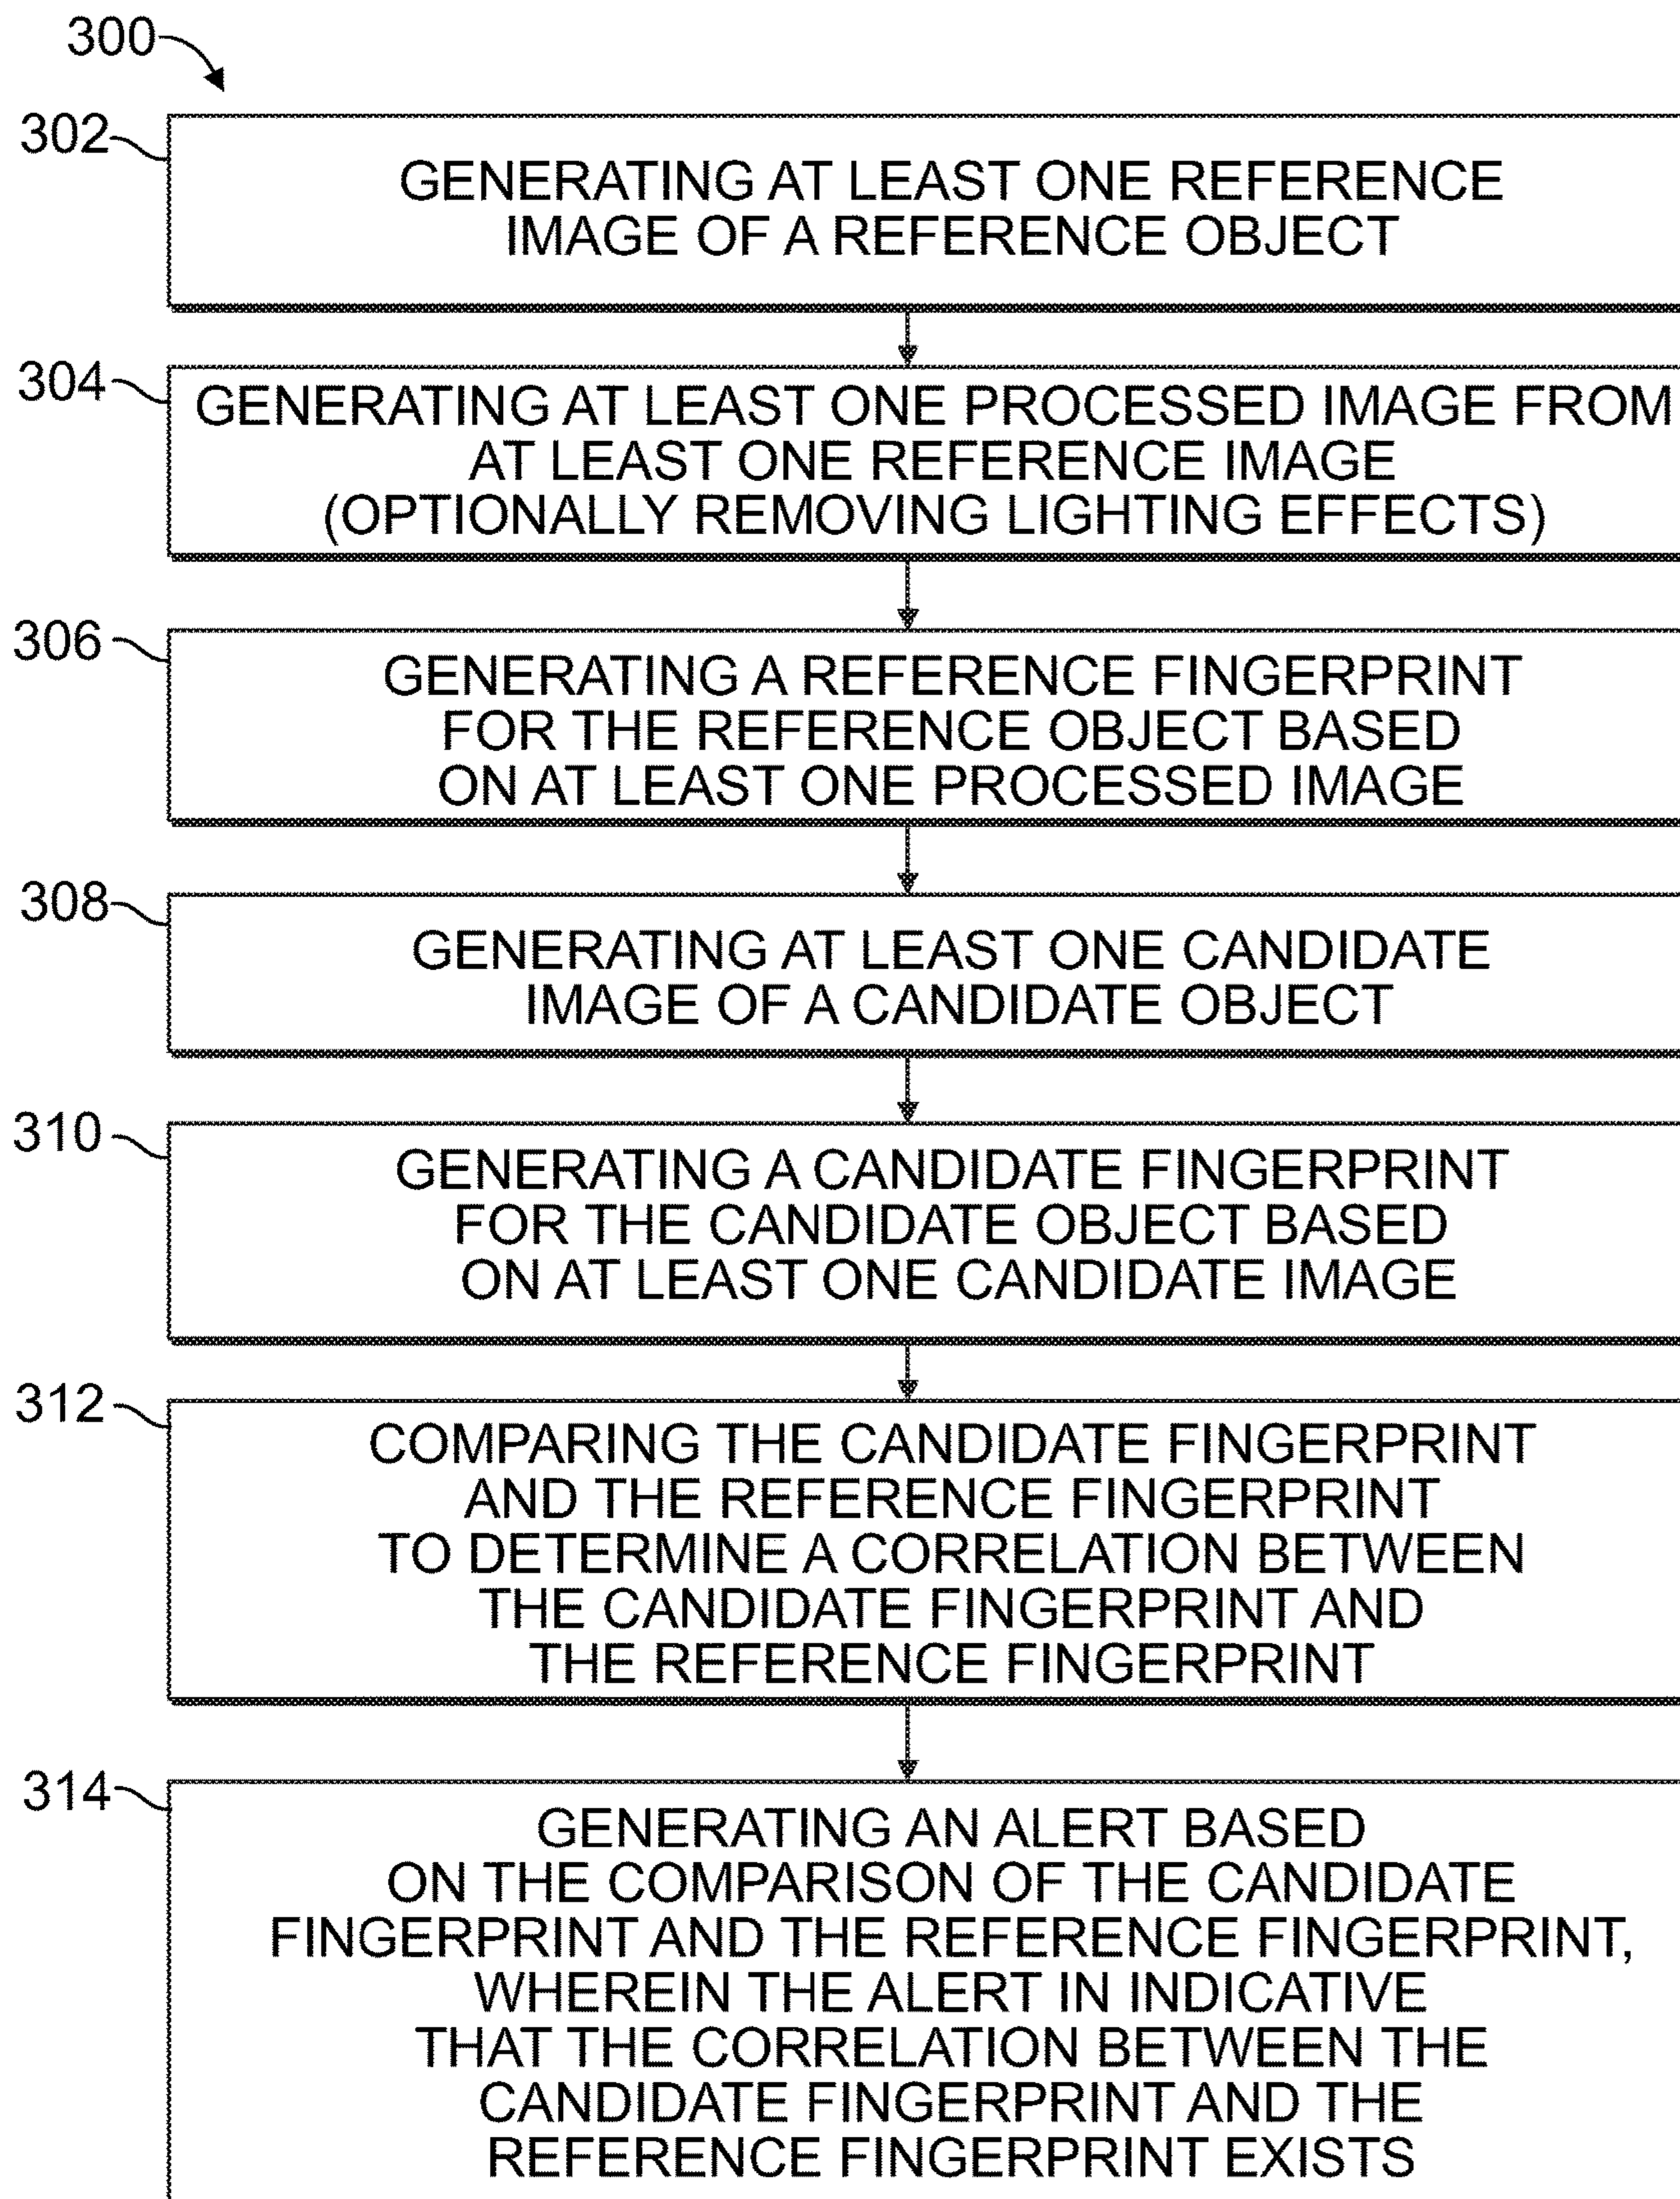 300
302
GENERATING AT LEAST ONE REFERENCE
IMAGE OF A REFERENCE OBJECT
304
GENERATING AT LEAST ONE PROCESSED IMAGE FROM
AT LEAST ONE REFERENCE IMAGE
(OPTIONALLY REMOVING LIGHTING EFFECTS)
306
GENERATING A REFERENCE FINGERPRINT
FOR THE REFERENCE OBJECT BASED
ON AT LEAST ONE PROCESSED IMAGE
308
GENERATING AT LEAST ONE CANDIDATE
IMAGE OF A CANDIDATE OBJECT
310
GENERATING A CANDIDATE FINGERPRINT
FOR THE CANDIDATE OBJECT BASED
ON AT LEAST ONE CANDIDATE IMAGE
312
COMPARING THE CANDIDATE FINGERPRINT
AND THE REFERENCE FINGERPRINT
TO DETERMINE A CORRELATION BETWEEN
THE CANDIDATE FINGERPRINT AND
THE REFERENCE FINGERPRINT
314
GENERATING AN ALERT BASED
ON THE COMPARISON OF THE CANDIDATE
FINGERPRINT AND THE REFERENCE FINGERPRINT,
WHEREIN THE ALERT IN INDICATIVE
THAT THE CORRELATION BETWEEN THE
CANDIDATE FINGERPRINT AND THE
REFERENCE FINGERPRINT EXISTS